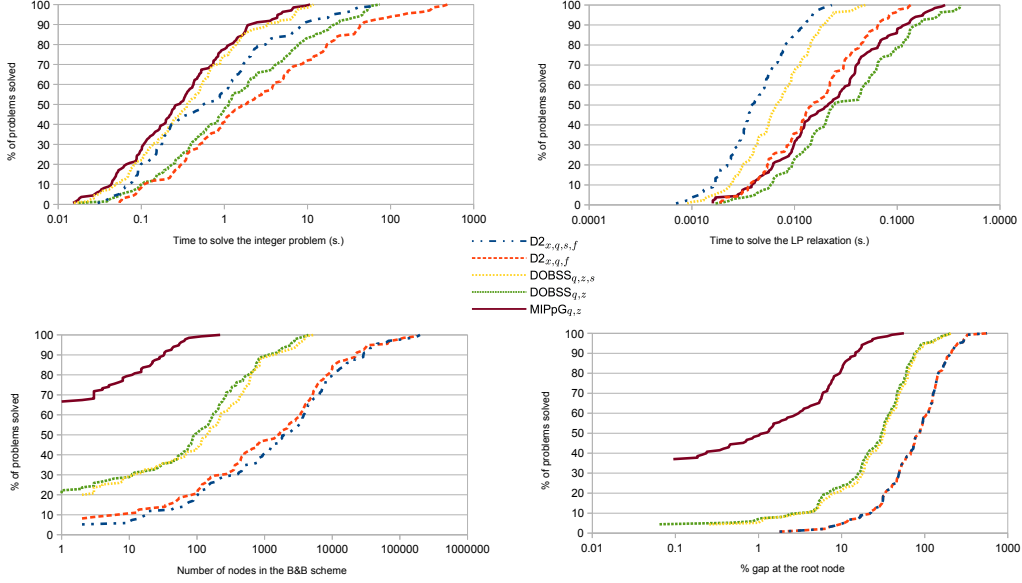 100
90
80
70
60
50
40
30
20
10
0
% of problems solved
0.01 0.1 1 10 100 1000
Time to solve the integer problem (s.)
100
90
80
70
60
50
40
30
20
10
0
% of problems solved
0.0001 0.0010 0.0100 0.1000 1.0000
Time to solve the LP relaxation (s.)
D2x,q,s,f
D2x,q,f
DOBSSq,z,s
DOBSSq,z
MIPpGq,z
100
90
80
70
60
50
40
30
20
10
0
% of problems solved
1 10 100 1000 10000 100000 1000000
Number of nodes in the B&B scheme
100
90
80
70
60
50
40
30
20
10
0
% of problems solved
0.01 0.1 1 10 100 1000
% gap at the root node